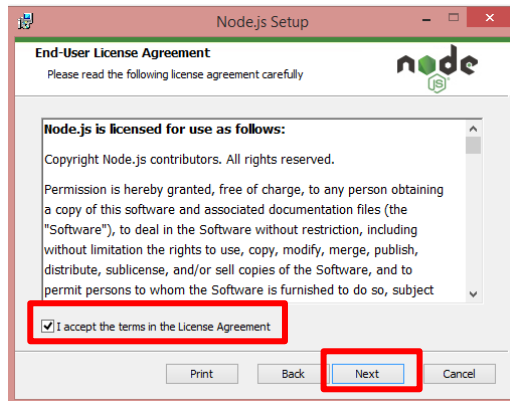 Node.js Setup
End-User License Agreement
Please read the following license agreement carefully
node
JS
Node.js is licensed for use as follows:
Copyright Node.js contributors. All rights reserved.
Permission is hereby granted, free of charge, to any person obtaining
a copy of this software and associated documentation files (the
"Software"), to deal in the Software without restriction, including
without limitation the rights to use, copy, modify, merge, publish,
distribute, sublicense, and/or sell copies of the Software, and to
permit persons to whom the Software is furnished to do so, subject
I accept the terms in the License Agreement
Print Back Next Cancel